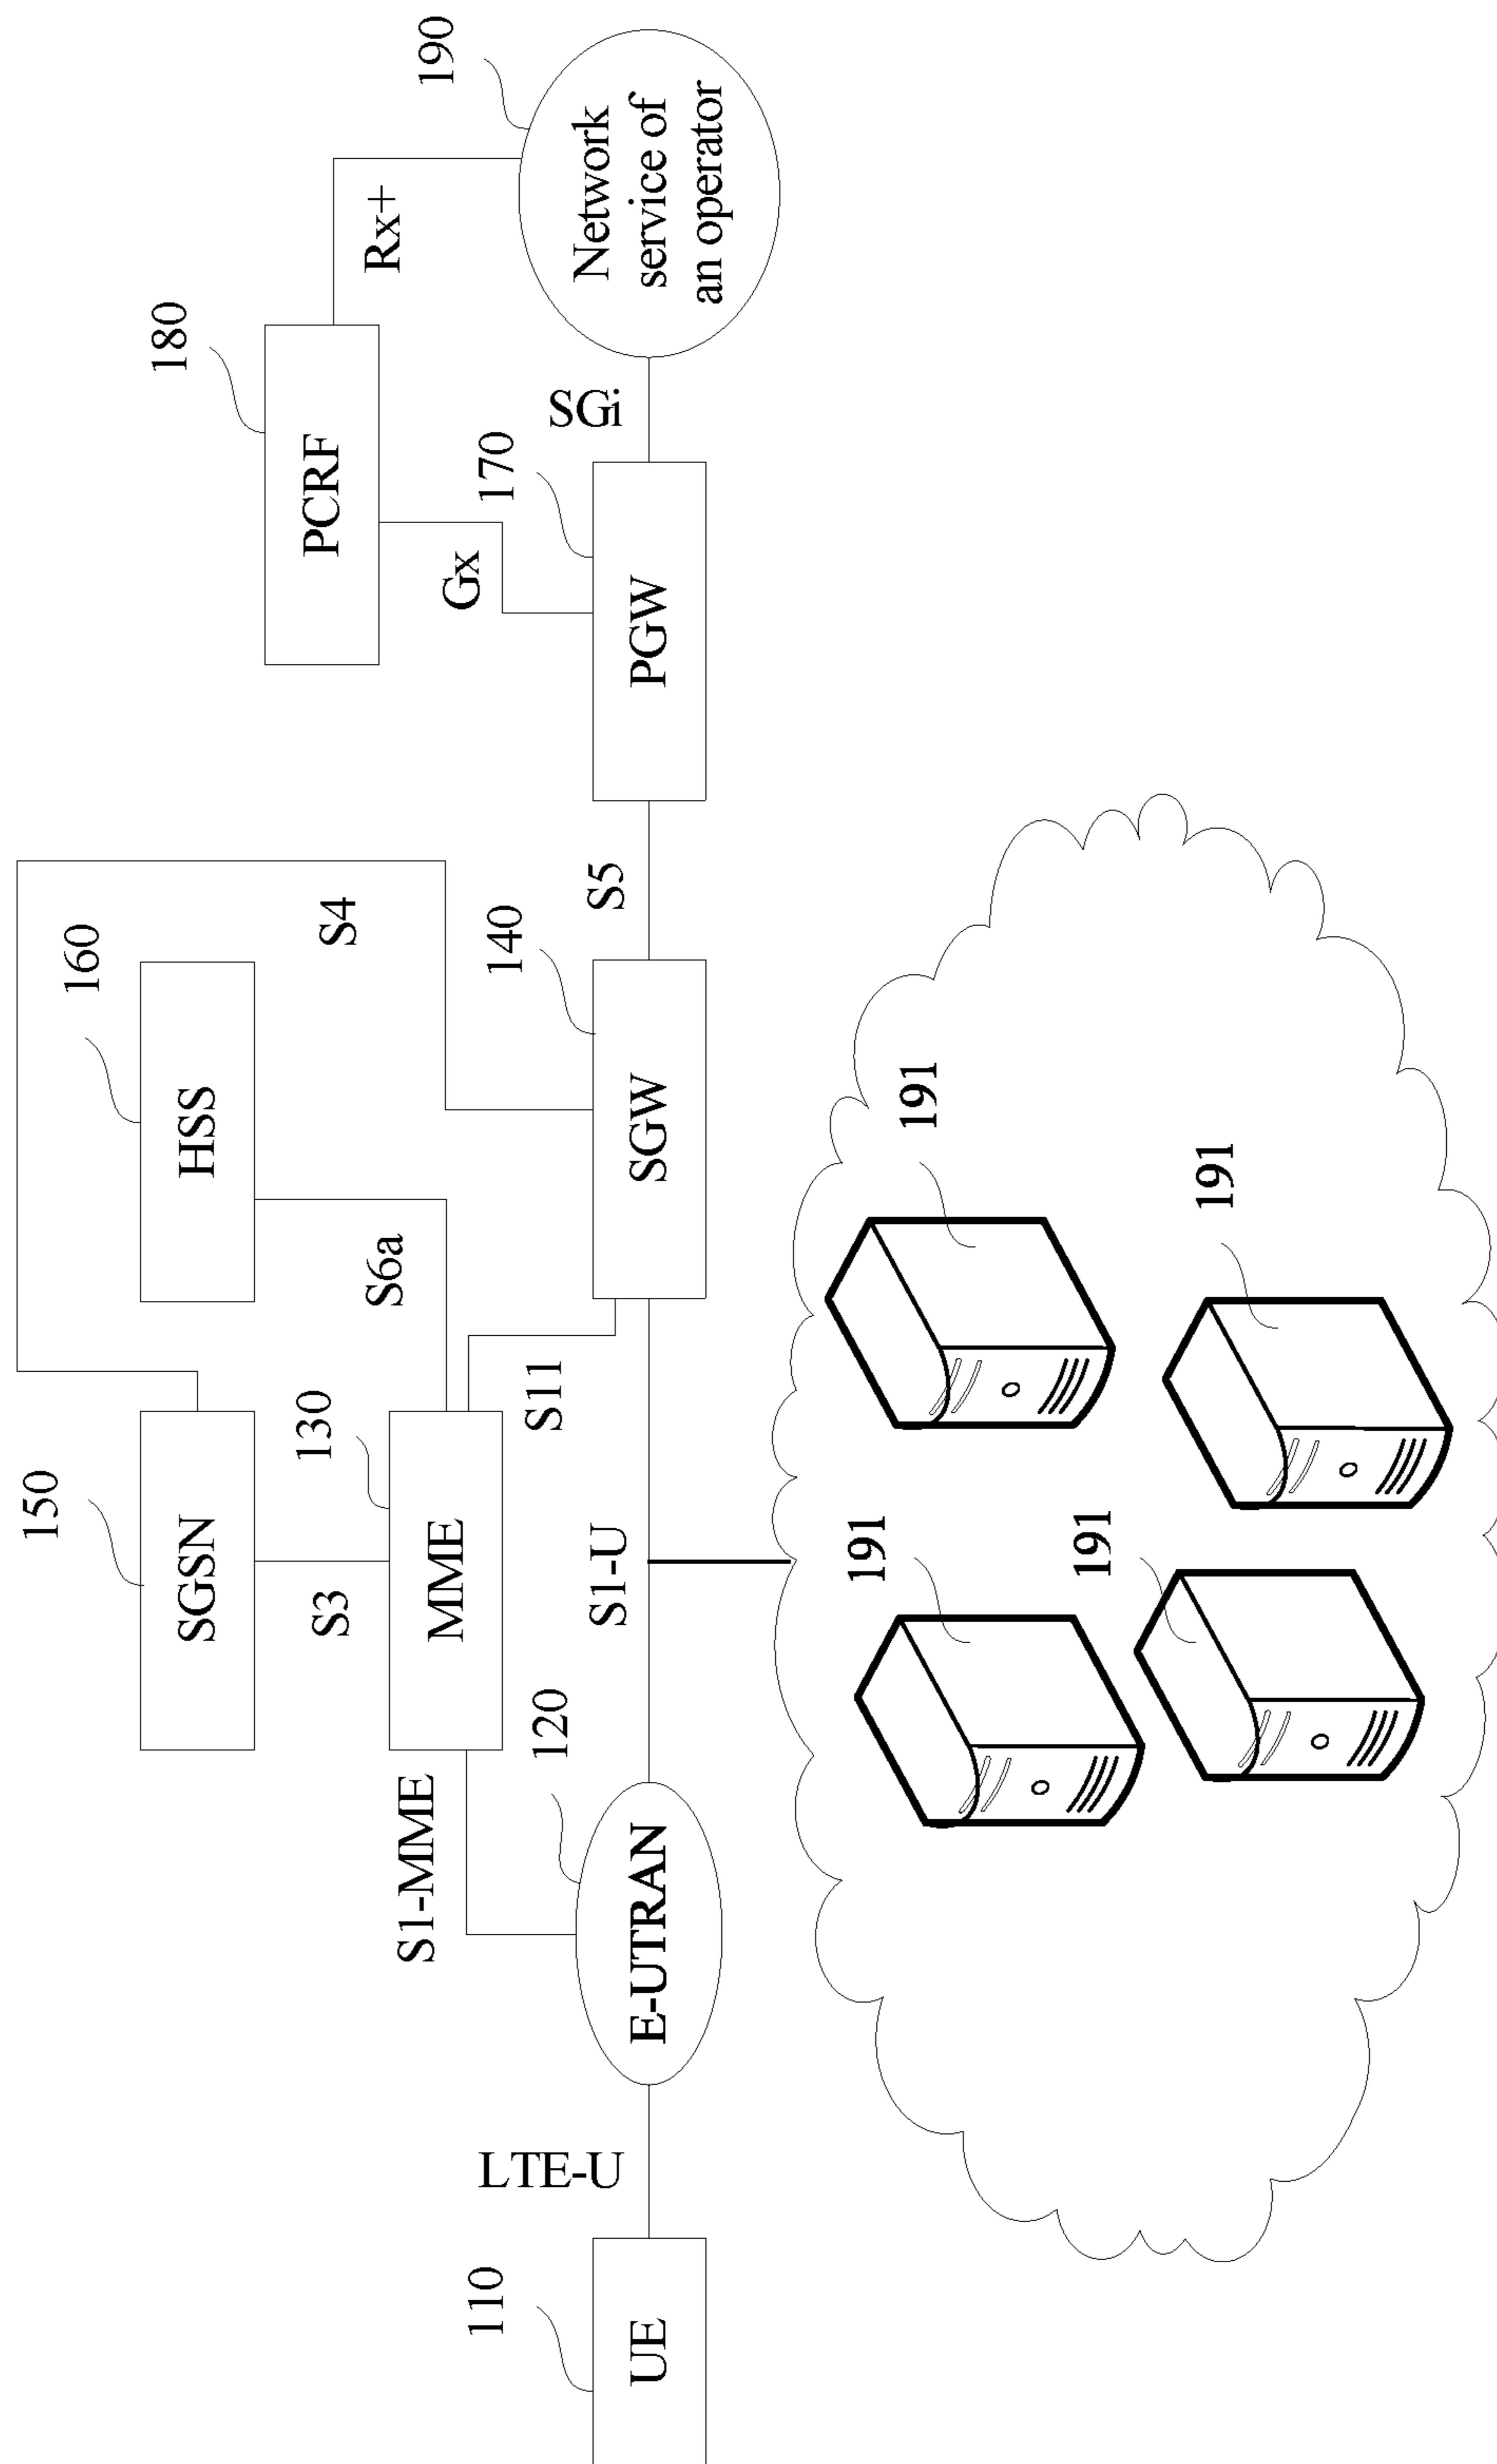 150
SGSN
160
HSS
S4
S3
S6a
180
PCRF
Rx+
190
130
MME
S1-MME
S11
Gx
110
UE
LTE-U
120
E-UTRAN
S1-U
140
SGW
S5
170
PGW
SGi
Network
service of
an operator
191
191
191
191